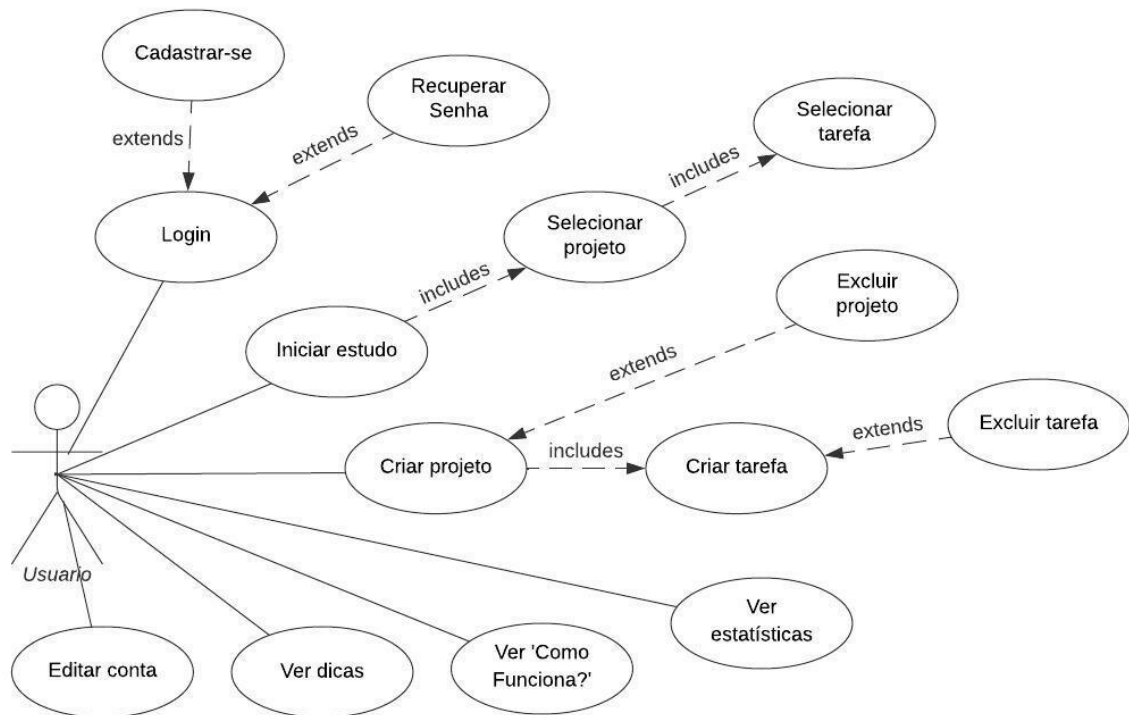 Cadastrar-se
Recuperar
Senha
Selecionar
tarefa
extends
extends
includes
Login
Selecionar
projeto
includes
Excluir
projeto
Iniciar estudo
extends
Excluir tarefa
extends
Criar projeto
includes
Criar tarefa
Usuario
Ver
estatísticas
Editar conta
Ver dicas
Ver 'Como
Funciona?'